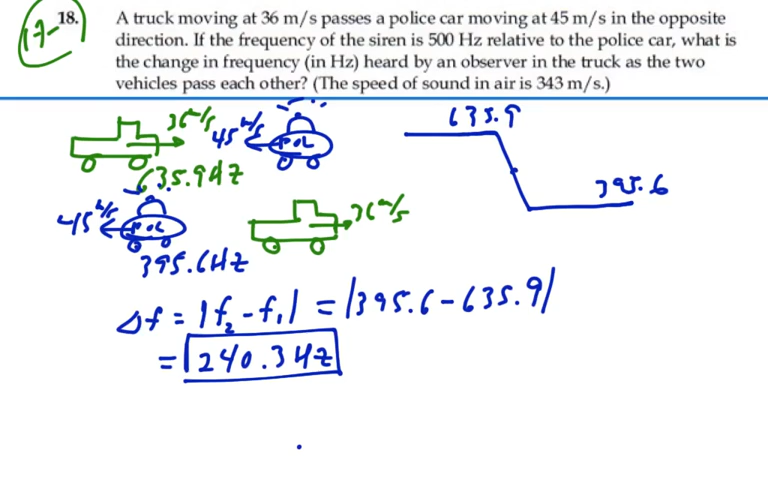 17-
18. A truck moving at 36 m/s passes a police car moving at 45 m/s in the opposite
direction. If the frequency of the siren is 500 Hz relative to the police car, what is
the change in frequency (in Hz) heard by an observer in the truck as the two
vehicles pass each other? (The speed of sound in air is 343 m/s.)
36 m/s 45 m/s POL
635.9 Hz
635.9
395.6
45 m/s POL
36 m/s
395.6 Hz
Δf = |f₂ - f₁| = |395.6 - 635.9|
= 240.3 Hz